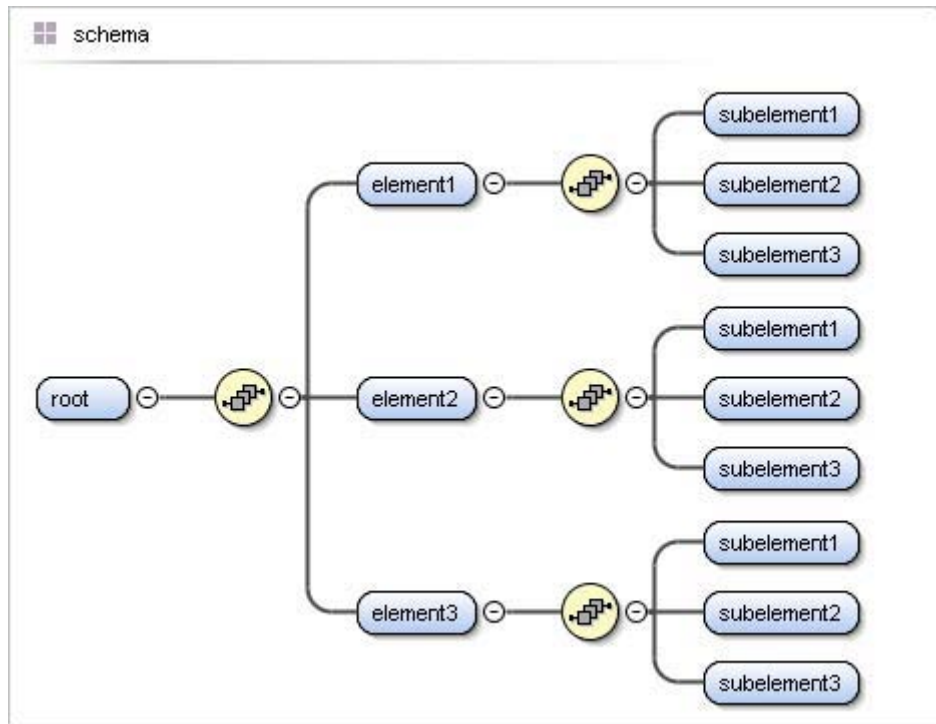 schema
subelement1
element1
subelement2
subelement3
subelement1
root
element2
subelement2
subelement3
subelement1
element3
subelement2
subelement3